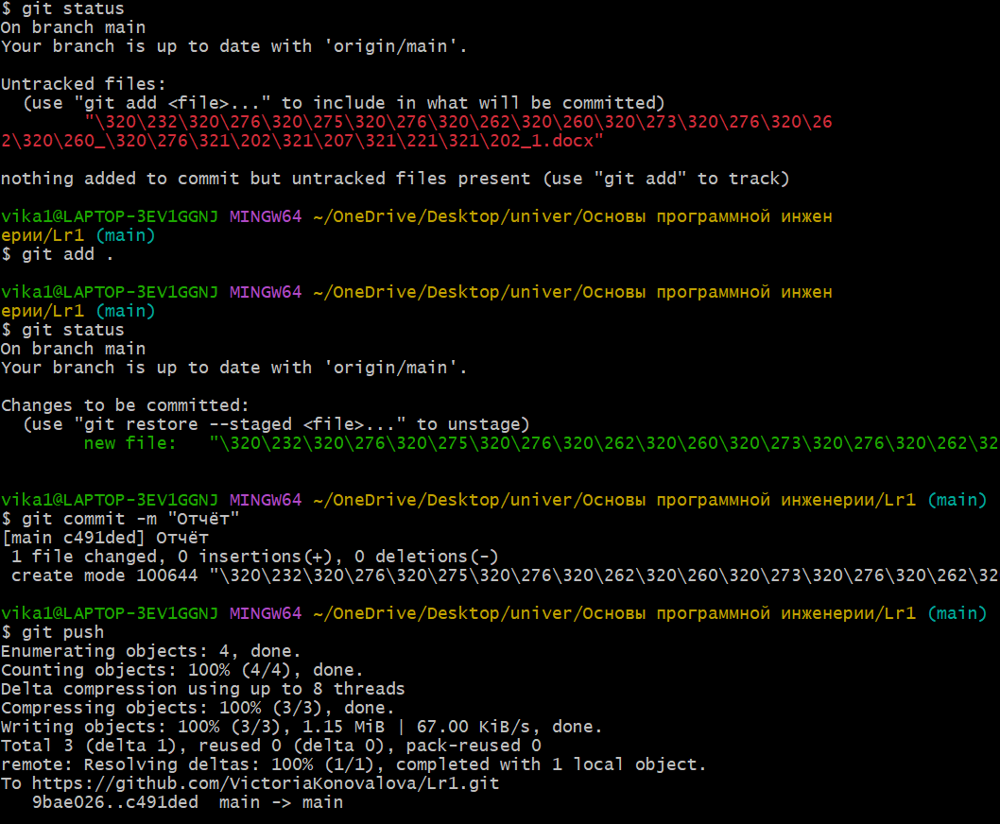 $ git status
On branch main
Your branch is up to date with 'origin/main'.
Untracked files:
(use "git add <file>..." to include in what will be committed)
"\320\232\320\276\320\275\320\276\320\262\320\260\320\273\320\276\320\26
2\320\260_\320\276\321\202\321\207\321\221\321\202_1.docx"
nothing added to commit but untracked files present (use "git add" to track)
vika1@LAPTOP-3EV1GGNJ MINGW64 ~/OneDrive/Desktop/univer/Основы программной инжен
ерии/Lr1 (main)
$ git add .
vika1@LAPTOP-3EV1GGNJ MINGW64 ~/OneDrive/Desktop/univer/Основы программной инжен
ерии/Lr1 (main)
$ git status
On branch main
Your branch is up to date with 'origin/main'.
Changes to be committed:
(use "git restore --staged <file>..." to unstage)
new file:   "\320\232\320\276\320\275\320\276\320\262\320\260\320\273\320\276\320\262\32
vika1@LAPTOP-3EV1GGNJ MINGW64 ~/OneDrive/Desktop/univer/Основы программной инженерии/Lr1 (main)
$ git commit -m "Отчёт"
[main c491ded] Отчёт
1 file changed, 0 insertions(+), 0 deletions(-)
create mode 100644 "\320\232\320\276\320\275\320\276\320\262\320\260\320\273\320\276\320\262\32
vika1@LAPTOP-3EV1GGNJ MINGW64 ~/OneDrive/Desktop/univer/Основы программной инженерии/Lr1 (main)
$ git push
Enumerating objects: 4, done.
Counting objects: 100% (4/4), done.
Delta compression using up to 8 threads
Compressing objects: 100% (3/3), done.
Writing objects: 100% (3/3), 1.15 MiB | 67.00 KiB/s, done.
Total 3 (delta 1), reused 0 (delta 0), pack-reused 0
remote: Resolving deltas: 100% (1/1), completed with 1 local object.
To https://github.com/VictoriaKonovalova/Lr1.git
9bae026..c491ded  main -> main